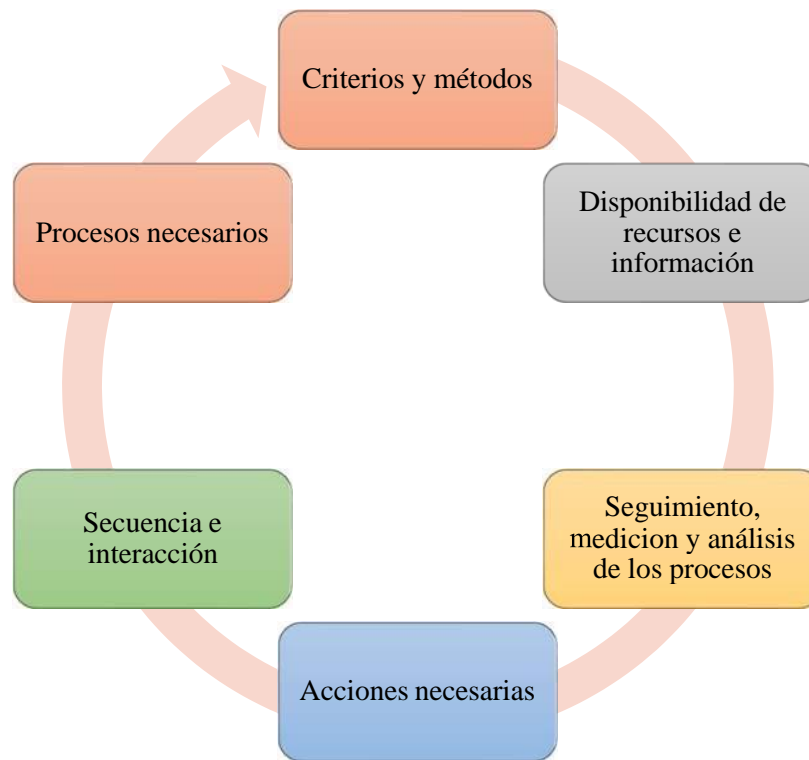 Criterios y métodos
Disponibilidad de
recursos e
información
Seguimiento,
medicion y análisis
de los procesos
Acciones necesarias
Secuencia e
interacción
Procesos necesarios